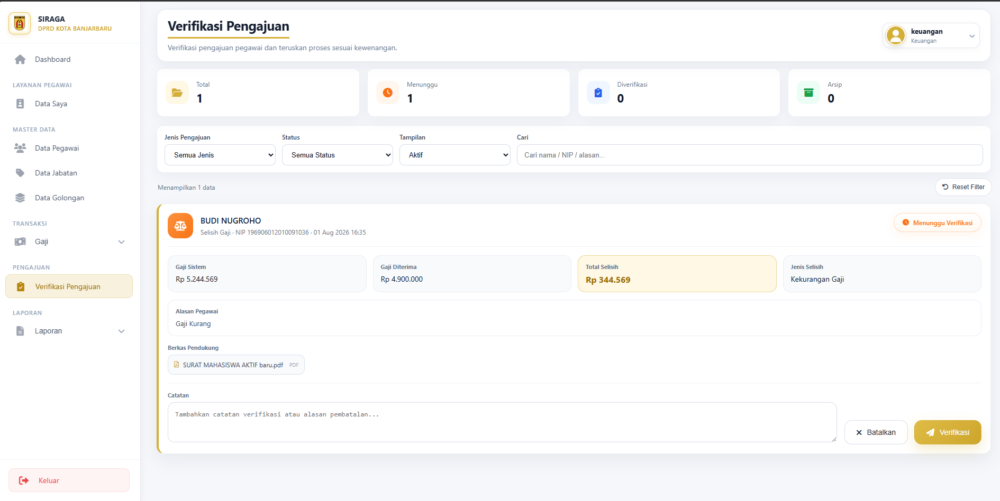 SIRAGA
DPRD KOTA BANJARBARU
Dashboard
LAYANAN PEGAWAI
Data Saya
MASTER DATA
Data Pegawai
Data Jabatan
Data Golongan
TRANSAKSI
Gaji
PENGAJUAN
Verifikasi Pengajuan
LAPORAN
Laporan
Keluar
Verifikasi Pengajuan
Verifikasi pengajuan pegawai dan teruskan proses sesuai kewenangan.
keuangan
Keuangan
Total
1
Menunggu
1
Diverifikasi
0
Arsip
0
Jenis Pengajuan
Semua Jenis
Status
Semua Status
Tampilan
Aktif
Cari
Cari nama / NIP / alasan...
Menampilkan 1 data
Reset Filter
BUDI NUGROHO
Selisih Gaji · NIP 196906012010091036 · 01 Aug 2026 16:35
Menunggu Verifikasi
Gaji Sistem
Rp 5.244.569
Gaji Diterima
Rp 4.900.000
Total Selisih
Rp 344.569
Jenis Selisih
Kekurangan Gaji
Alasan Pegawai
Gaji Kurang
Berkas Pendukung
SURAT MAHASISWA AKTIF baru.pdf PDF
Catatan
Tambahkan catatan verifikasi atau alasan pembatalan...
Batalkan
Verifikasi